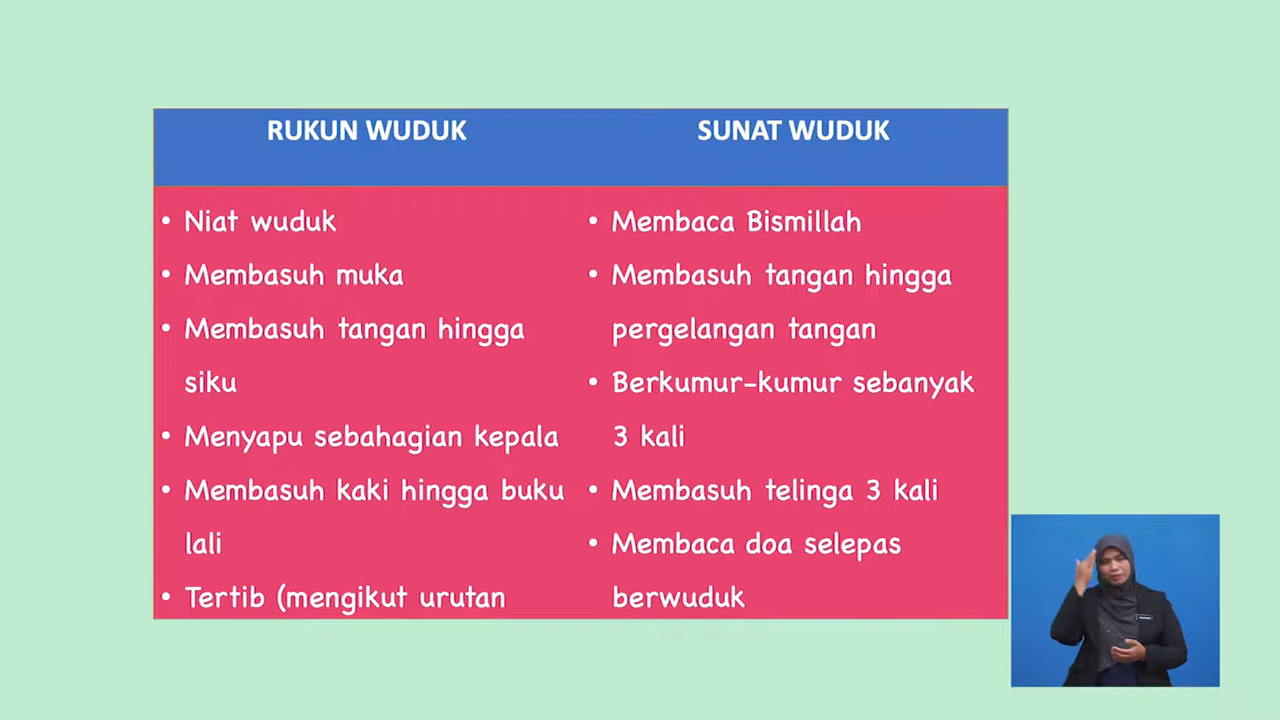 RUKUN WUDUK
SUNAT WUDUK
• Niat wuduk
• Membasuh muka
• Membasuh tangan hingga
siku
• Menyapu sebahagian kepala
• Membasuh kaki hingga buku
lali
• Tertib (mengikut urutan
• Membaca Bismillah
• Membasuh tangan hingga
pergelangan tangan
• Berkumur-kumur sebanyak
3 kali
• Membasuh telinga 3 kali
• Membaca doa selepas
berwuduk